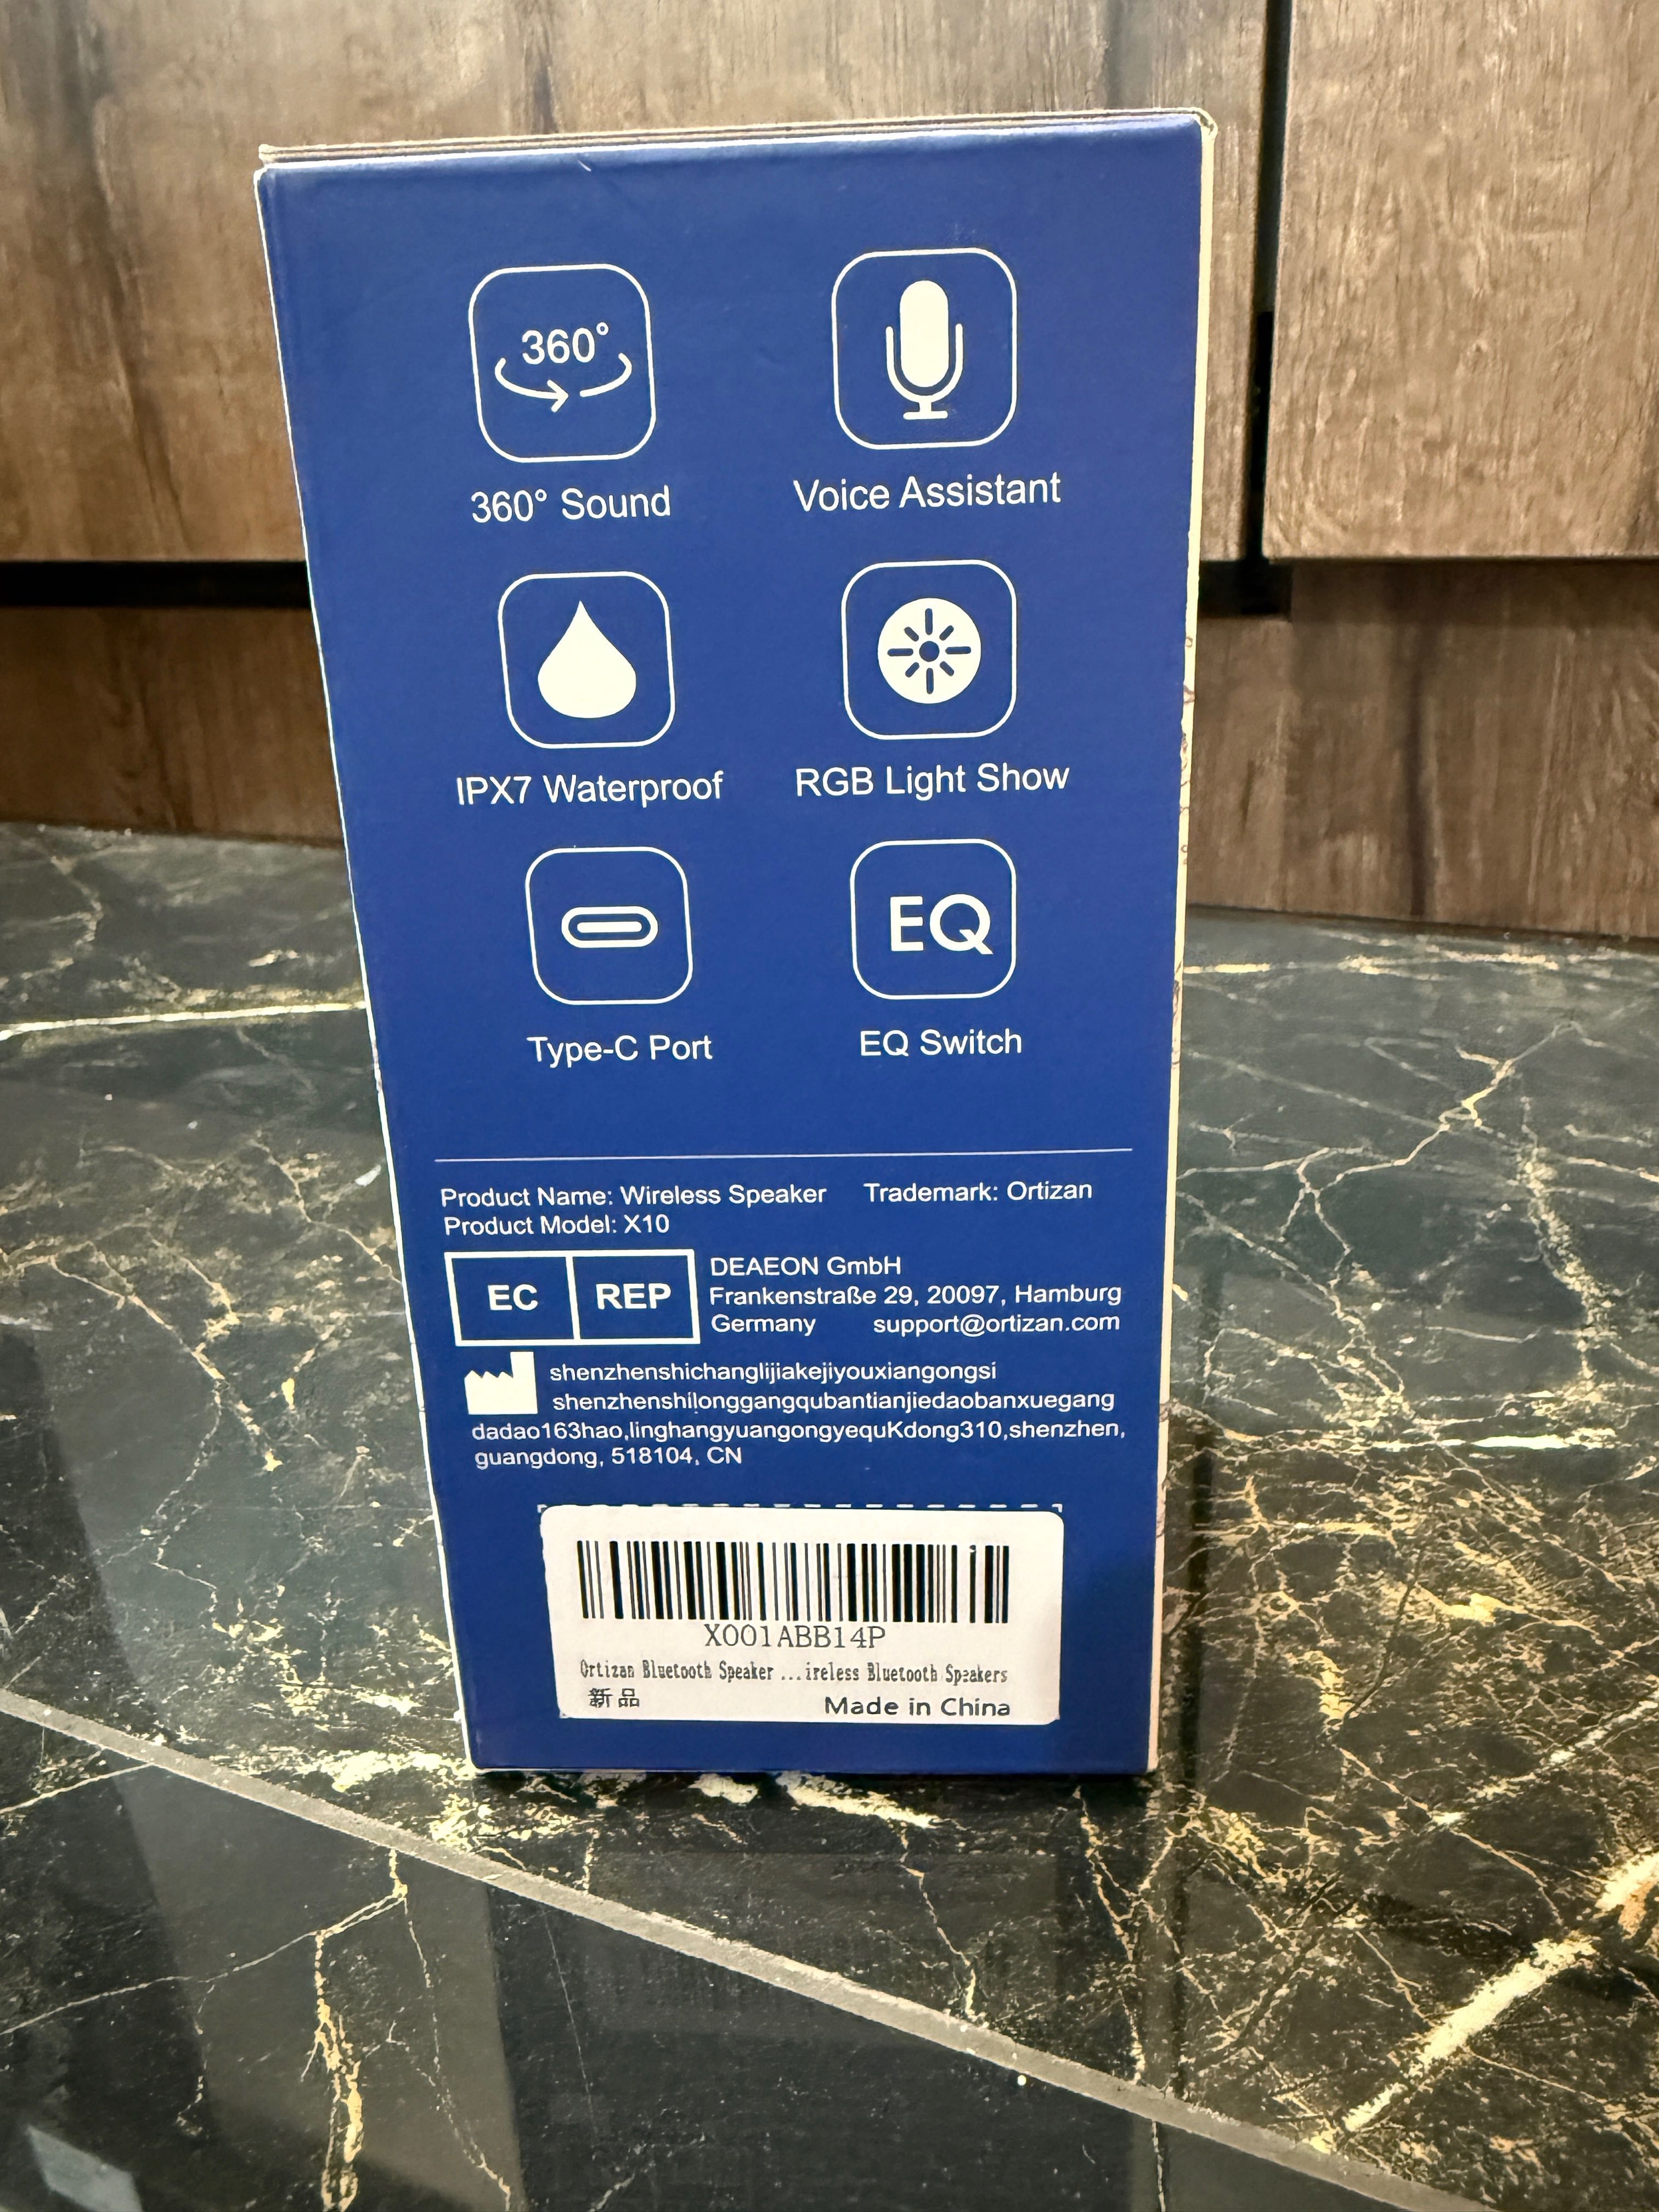 360°
360° Sound
Voice Assistant
IPX7 Waterproof
RGB Light Show
EQ
Type-C Port
EQ Switch
Product Name: Wireless Speaker Trademark: Ortizan
Product Model: X10
EC REP
DEAEON GmbH
Frankenstraße 29, 20097, Hamburg
Germany support@ortizan.com
shenzhenshichanglijiakejiyouxiangongsi
shenzhenshilonggangqubantianjiedaobanxuegang
dadao163hao,linghangyuangongyequKdong310,shenzhen,
guangdong, 518104, CN
X001ABB14P
Ortizan Bluetooth Speaker ...ireless Bluetooth Speakers
新品 Made in China